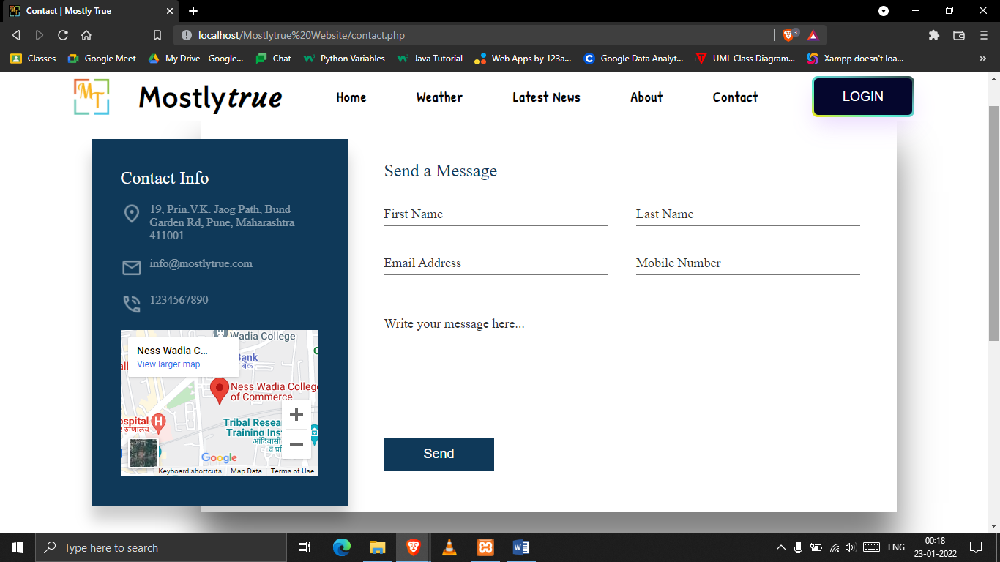 Contact | Mostly True
localhost/Mostlytrue%20Website/contact.php
3
Classes
Google Meet
My Drive - Google...
Chat
Python Variables
Java Tutorial
Web Apps by 123a...
Google Data Analyt...
UML Class Diagram...
Xampp doesn't loa...
MT
Mostlytrue
Home
Weather
Latest News
About
Contact
LOGIN
Contact Info
19, Prin.V.K. Jaog Path, Bund
Garden Rd, Pune, Maharashtra
411001
info@mostlytrue.com
1234567890
Wadia College
Ness Wadia C...
View larger map
Bank
बँक
Ness Wadia College
of Commerce
ospital
रुग्णालय
H
Tribal Resea
Training Ins
आदिवासी
व प्र
Google
Keyboard shortcuts
Map Data
Terms of Use
Send a Message
First Name
Last Name
Email Address
Mobile Number
Write your message here...
Send
Type here to search
ENG
00:18
23-01-2022